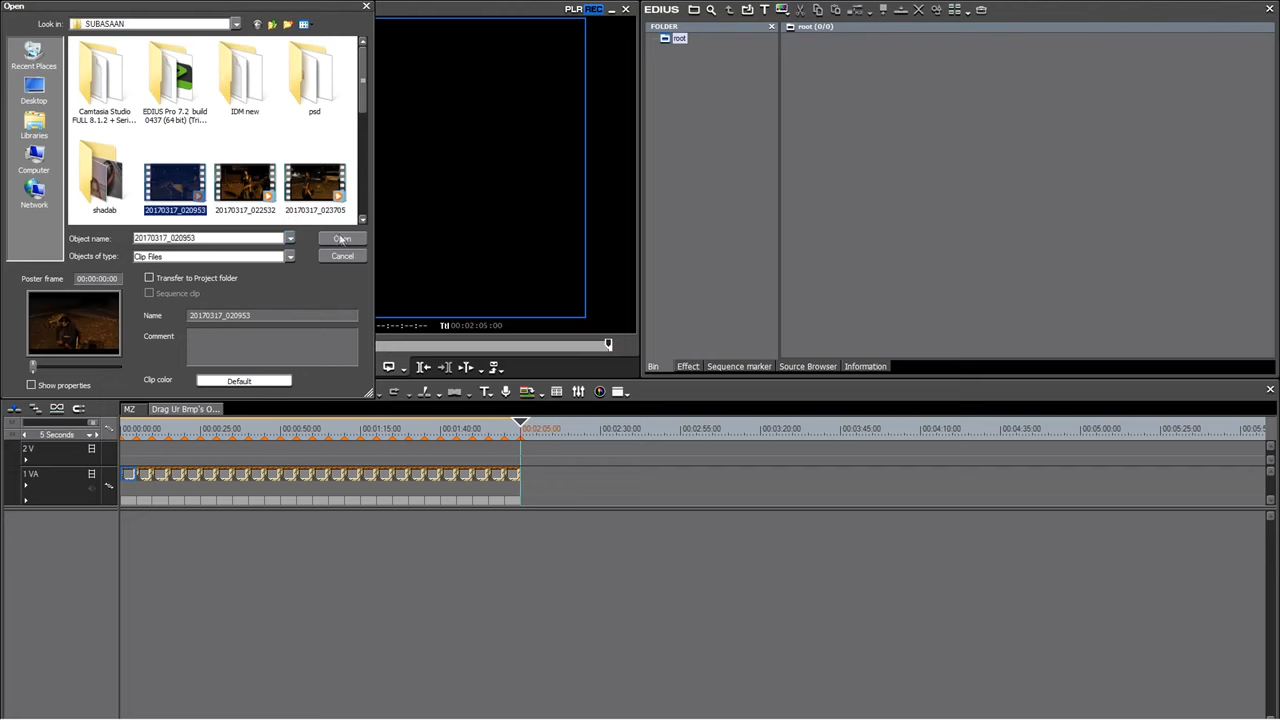 Open
PLR REC
EDIUS
Look in:
SUBASAAN
FOLDER
root (0/0)
root
Recent Places
Desktop
Libraries
Computer
Network
Camtasia Studio
FULL 8.1.2 + Seri...
EDIUS Pro 7.2 build
0437 (64 bit) (Tri...
IDM new
psd
shadab
20170317_020953
20170317_022532
20170317_023705
Object name:
20170317_020953
Open
Objects of type:
Clip Files
Cancel
Poster frame
00:00:00:00
Transfer to Project folder
Sequence clip
Name
20170317_020953
Comment
Show properties
Clip color
Default
--:--:--:--
Ttl 00:02:05:00
Bin
Effect
Sequence marker
Source Browser
Information
MZ
Drag Ur Bmp's O...
5 Seconds
00:00:00:00
00:00:25:00
00:00:50:00
00:01:15:00
00:01:40:00
00:02:05:00
00:02:30:00
00:02:55:00
00:03:20:00
00:03:45:00
00:04:10:00
00:04:35:00
00:05:00:00
00:05:25:00
00:05:5
2 V
1 VA